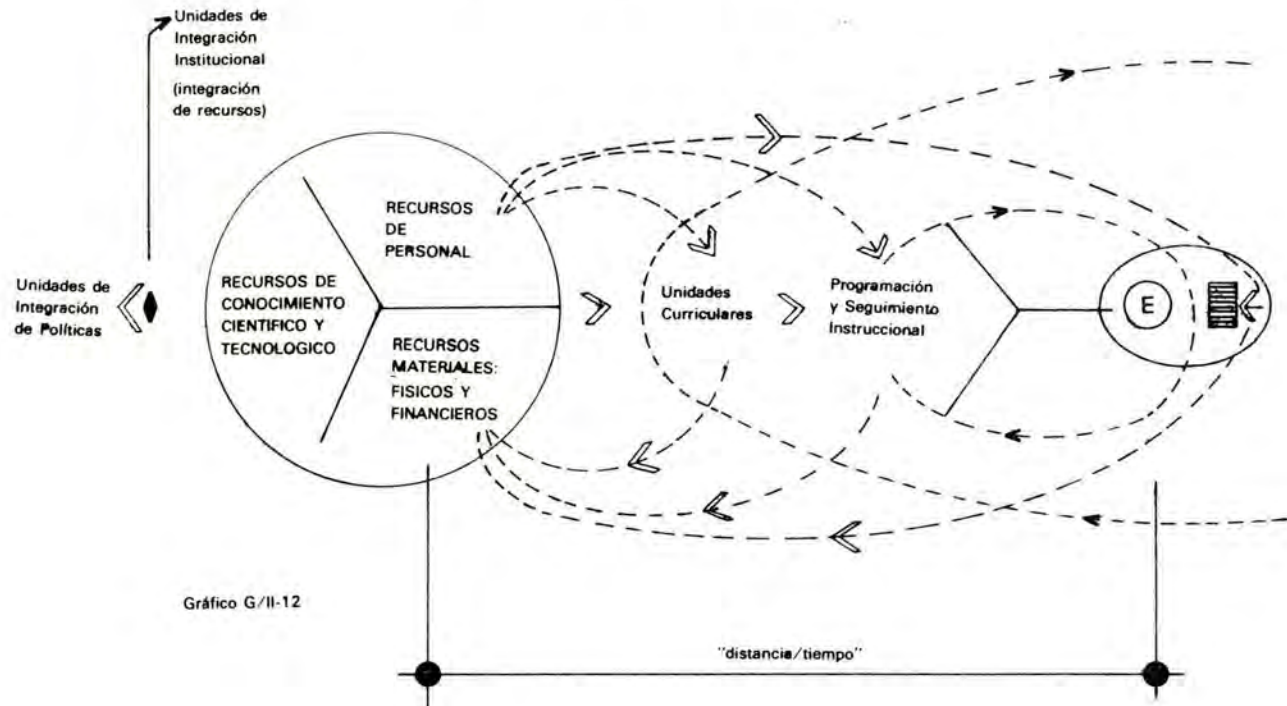 Unidades de
Integración
Institucional
(integración
de recursos)
Unidades de
Integración
de Políticas
RECURSOS
DE
PERSONAL
RECURSOS DE
CONOCIMIENTO
CIENTIFICO Y
TECNOLOGICO
RECURSOS
MATERIALES:
FISICOS Y
FINANCIEROS
Unidades
Curriculares
Programación
y Seguimiento
Instruccional
E
Gráfico G/II-12
"distancia/tiempo"